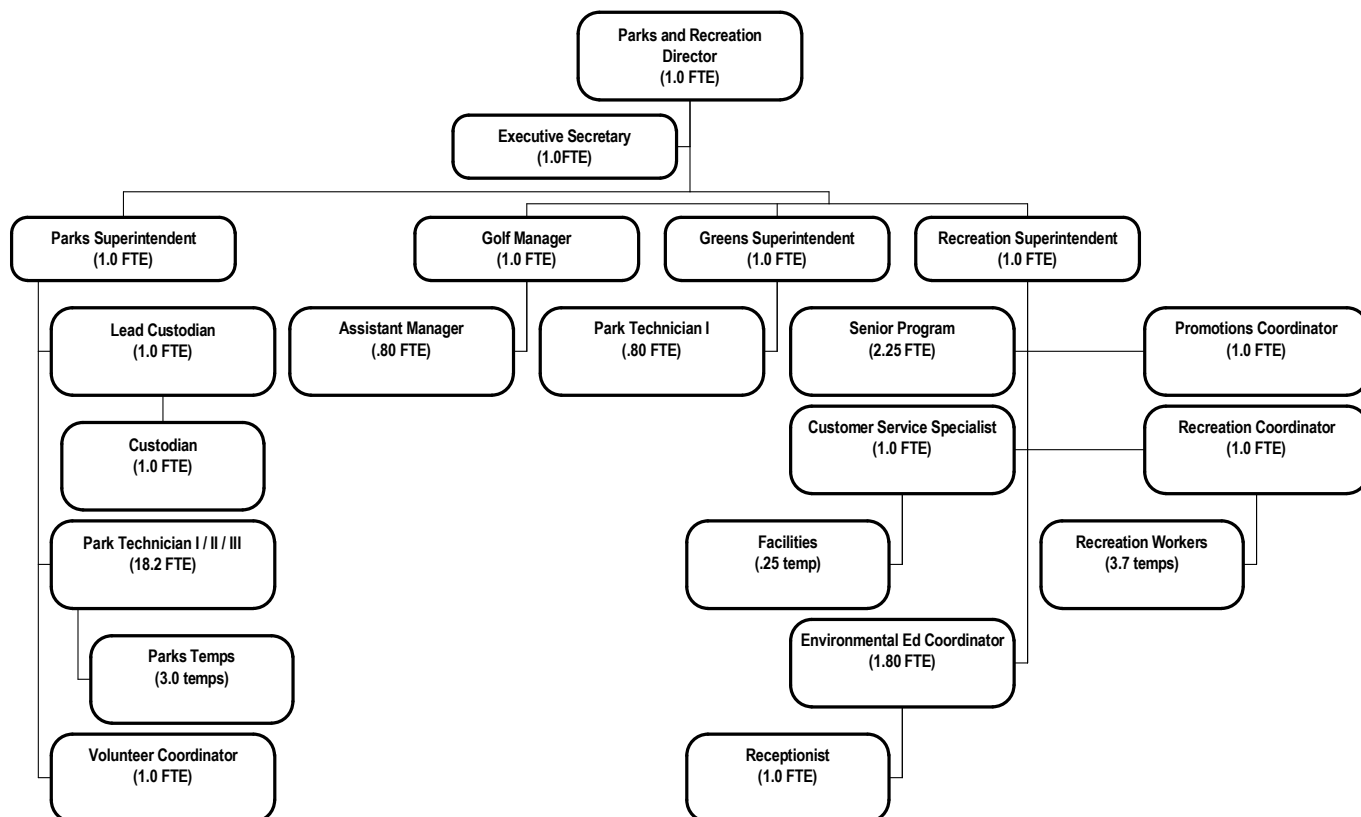 Parks and Recreation
Director
(1.0 FTE)
Executive Secretary
(1.0FTE)
Parks Superintendent
(1.0 FTE)
Golf Manager
(1.0 FTE)
Greens Superintendent
(1.0 FTE)
Recreation Superintendent
(1.0 FTE)
Lead Custodian
(1.0 FTE)
Assistant Manager
(.80 FTE)
Park Technician I
(.80 FTE)
Senior Program
(2.25 FTE)
Promotions Coordinator
(1.0 FTE)
Custodian
(1.0 FTE)
Customer Service Specialist
(1.0 FTE)
Recreation Coordinator
(1.0 FTE)
Park Technician I / II / III
(18.2 FTE)
Facilities
(.25 temp)
Recreation Workers
(3.7 temps)
Parks Temps
(3.0 temps)
Environmental Ed Coordinator
(1.80 FTE)
Volunteer Coordinator
(1.0 FTE)
Receptionist
(1.0 FTE)